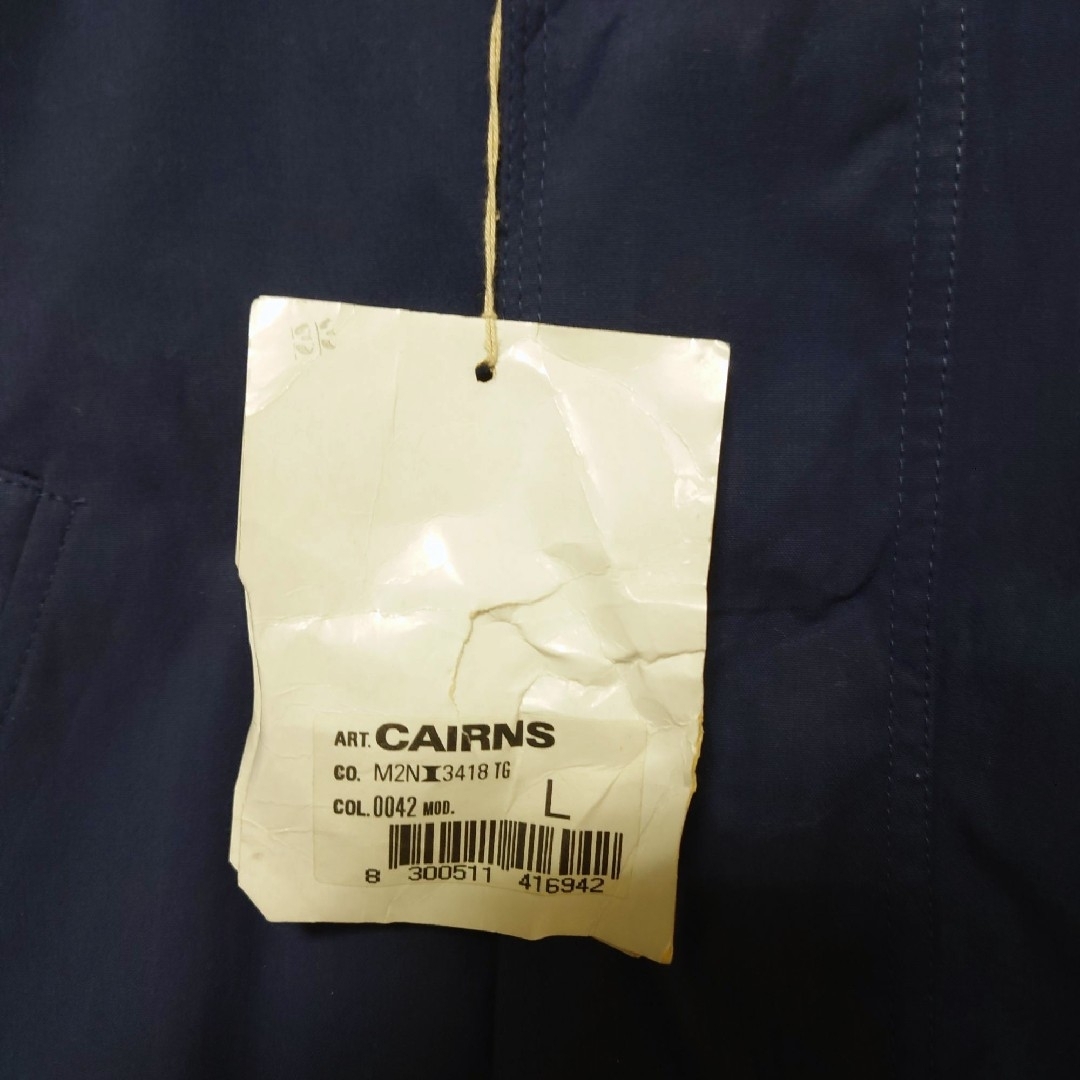 ART. CAIRNS
CO. M2N 3418 TG
COL. 0042 MOD. L
8 300511 416942